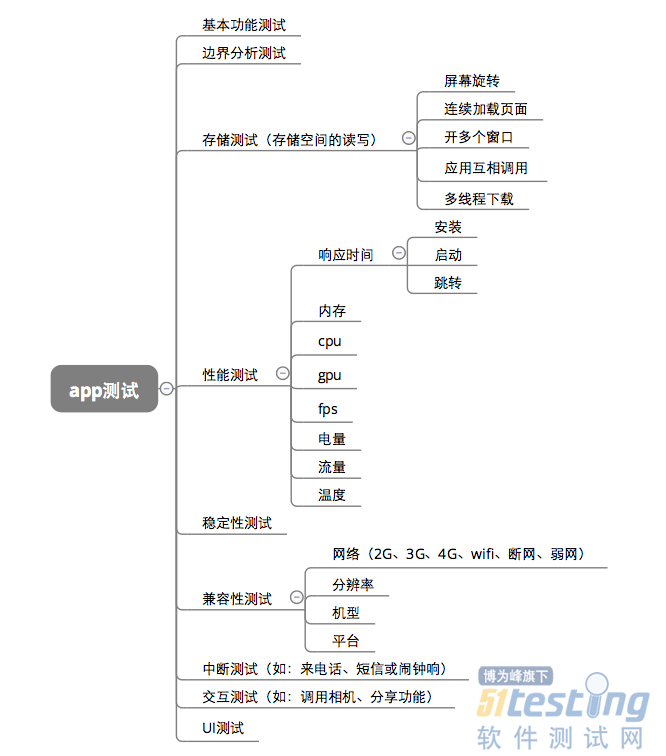 基本功能测试
边界分析测试
屏幕旋转
连续加载页面
存储测试（存储空间的读写）
开多个窗口
应用互相调用
多线程下载
安装
响应时间
启动
跳转
内存
cpu
性能测试
gpu
app测试
fps
电量
流量
温度
稳定性测试
网络（2G、3G、4G、wifi、断网、弱网）
分辨率
兼容性测试
机型
平台
中断测试（如：来电话、短信或闹钟响）
交互测试（如：调用相机、分享功能）
UI测试
博为峰旗下
51testing
软件测试网